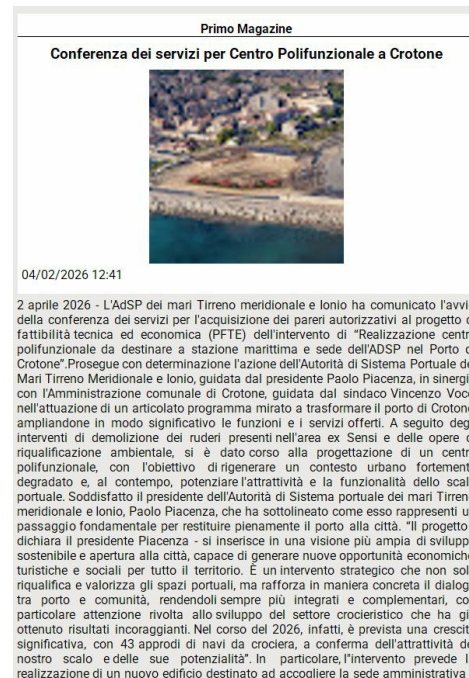 Primo Magazine
Conferenza dei servizi per Centro Polifunzionale a Crotone
04/02/2026 12:41
2 aprile 2026 - L'AdSP dei mari Tirreno meridionale e Ionio ha comunicato l'avvi
della conferenza dei servizi per l'acquisizione dei pareri autorizzativi al progetto d
fattibilità tecnica ed economica (PFTE) dell'intervento di “Realizzazione centr
polifunzionale da destinare a stazione marittima e sede dell'ADSP nel Porto d
Crotone”.Prosegue con determinazione l'azione dell'Autorità di Sistema Portuale de
Mari Tirreno Meridionale e Ionio, guidata dal presidente Paolo Piacenza, in sinergi
con l'Amministrazione comunale di Crotone, guidata dal sindaco Vincenzo Voc
nell'attuazione di un articolato programma mirato a trasformare il porto di Croton
ampliandone in modo significativo le funzioni e i servizi offerti. A seguito deg
interventi di demolizione dei ruderi presenti nell'area ex Sensi e delle opere d
riqualificazione ambientale, si è dato corso alla progettazione di un centr
polifunzionale, con l'obiettivo di rigenerare un contesto urbano fortement
degradato e, al contempo, potenziare l'attrattività e la funzionalità dello scal
portuale. Soddisfatto il presidente dell'Autorità di Sistema portuale dei mari Tirren
meridionale e Ionio, Paolo Piacenza, che ha sottolineato come esso rappresenti u
passaggio fondamentale per restituire pienamente il porto alla città. “Il progetto
dichiara il presidente Piacenza - si inserisce in una visione più ampia di svilupp
sostenibile e apertura alla città, capace di generare nuove opportunità economich
turistiche e sociali per tutto il territorio. È un intervento strategico che non sol
riqualifica e valorizza gli spazi portuali, ma rafforza in maniera concreta il dialog
tra porto e comunità, rendendoli sempre più integrati e complementari, co
particolare attenzione rivolta allo sviluppo del settore crocieristico che ha gi
ottenuto risultati incoraggianti. Nel corso del 2026, infatti, è prevista una crescit
significativa, con 43 approdi di navi da crociera, a conferma dell'attrattività de
nostro scalo e delle sue potenzialità”. In particolare, l'intervento prevede l
realizzazione di un nuovo edificio destinato ad accogliere la sede amministrativa